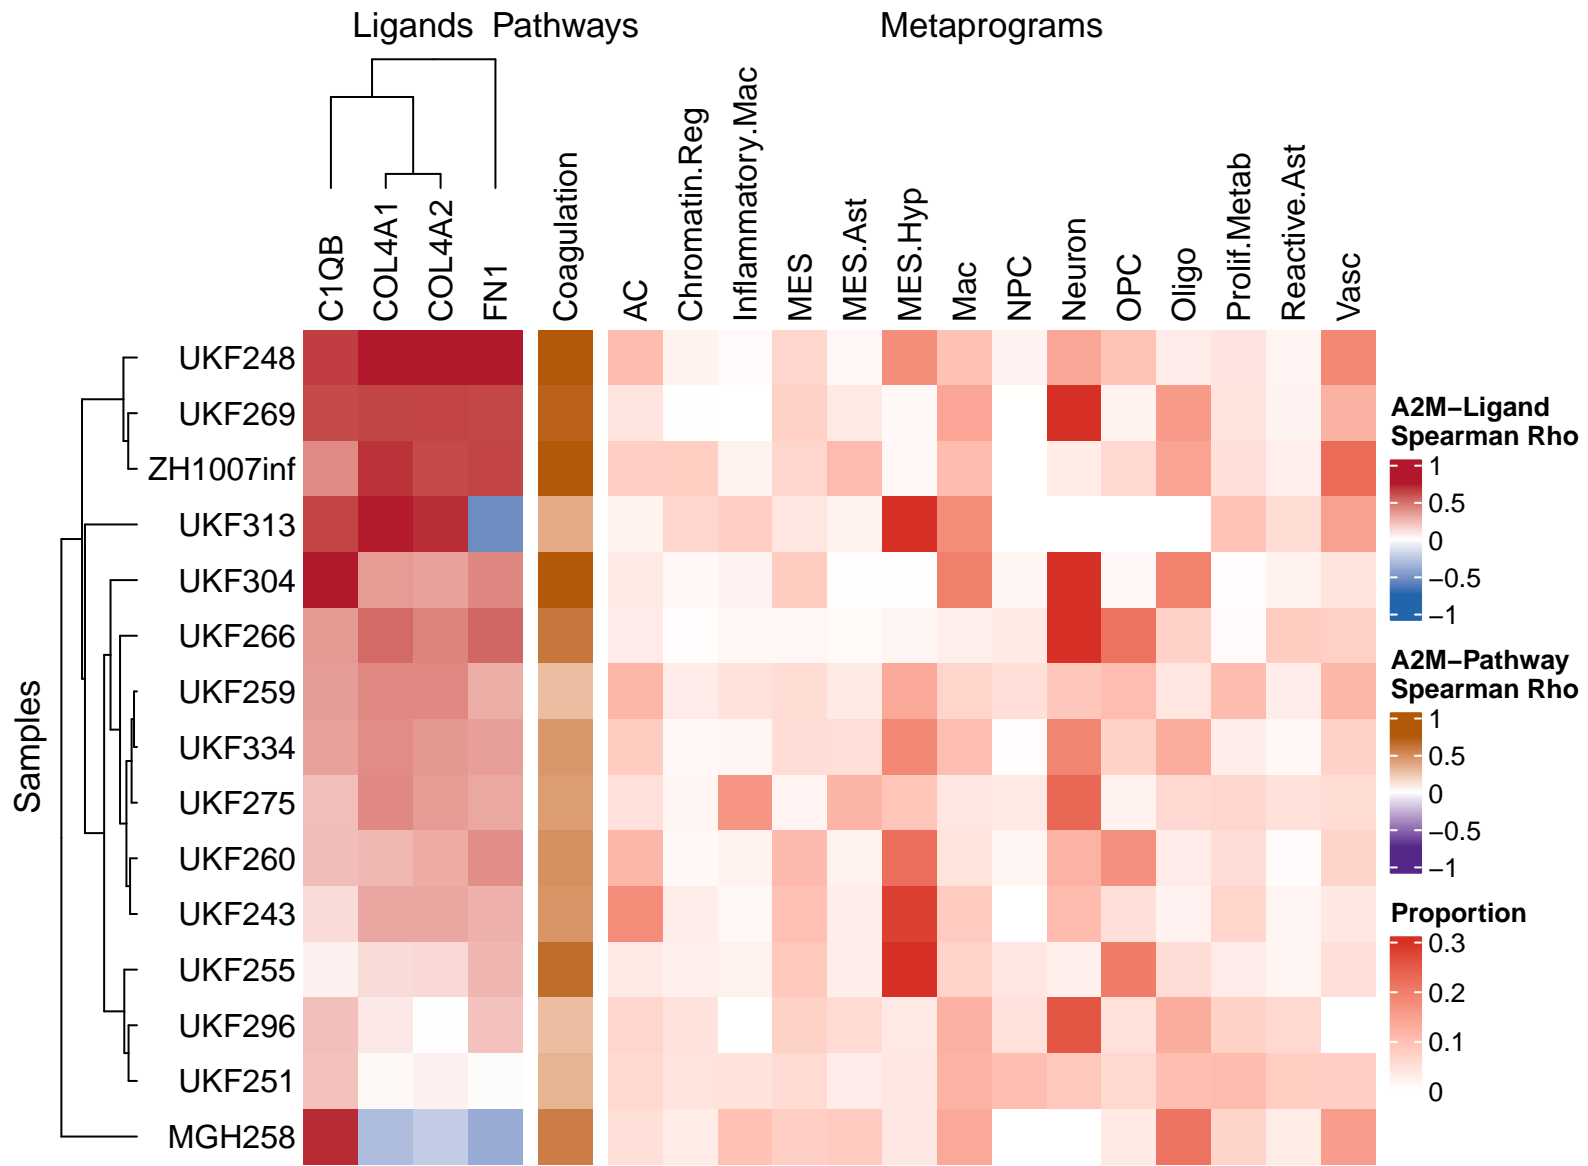 Ligands Pathways Metaprograms
C1QB
COL4A1
COL4A2
FN1
Coagulation
AC
Chromatin.Reg
Inflammatory.Mac
MES
MES.Ast
MES.Hyp
Mac
NPC
Neuron
OPC
Oligo
Prolif.Metab
Reactive.Ast
Vasc
Samples
UKF248
UKF269
ZH1007inf
UKF313
UKF304
UKF266
UKF259
UKF334
UKF275
UKF260
UKF243
UKF255
UKF296
UKF251
MGH258
A2M−Ligand
Spearman Rho
1
0.5
0
−0.5
−1
A2M−Pathway
Spearman Rho
1
0.5
0
−0.5
−1
Proportion
0.3
0.2
0.1
0